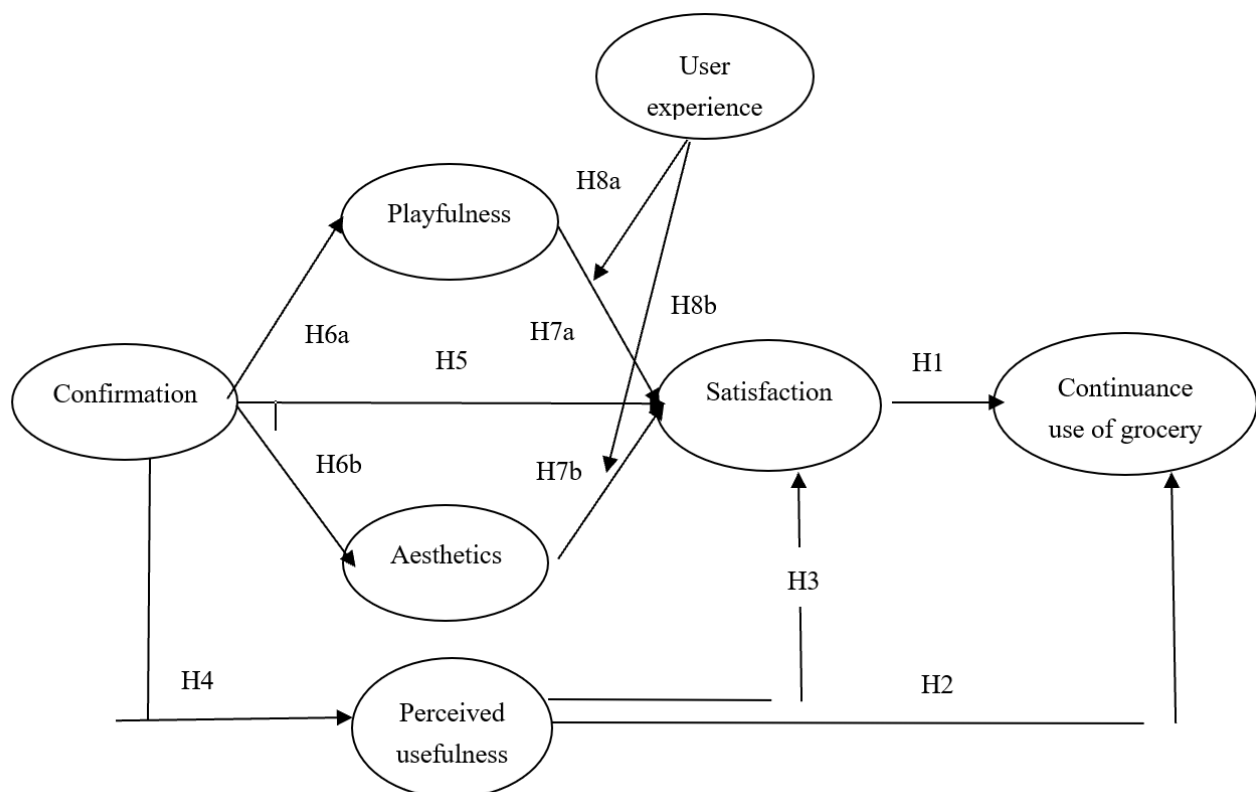 User
experience
H8a
Playfulness
H8b
H6a
H7a
H5
H1
Confirmation
Satisfaction
Continuance
use of grocery
H6b
H7b
Aesthetics
H3
H4
H2
Perceived
usefulness